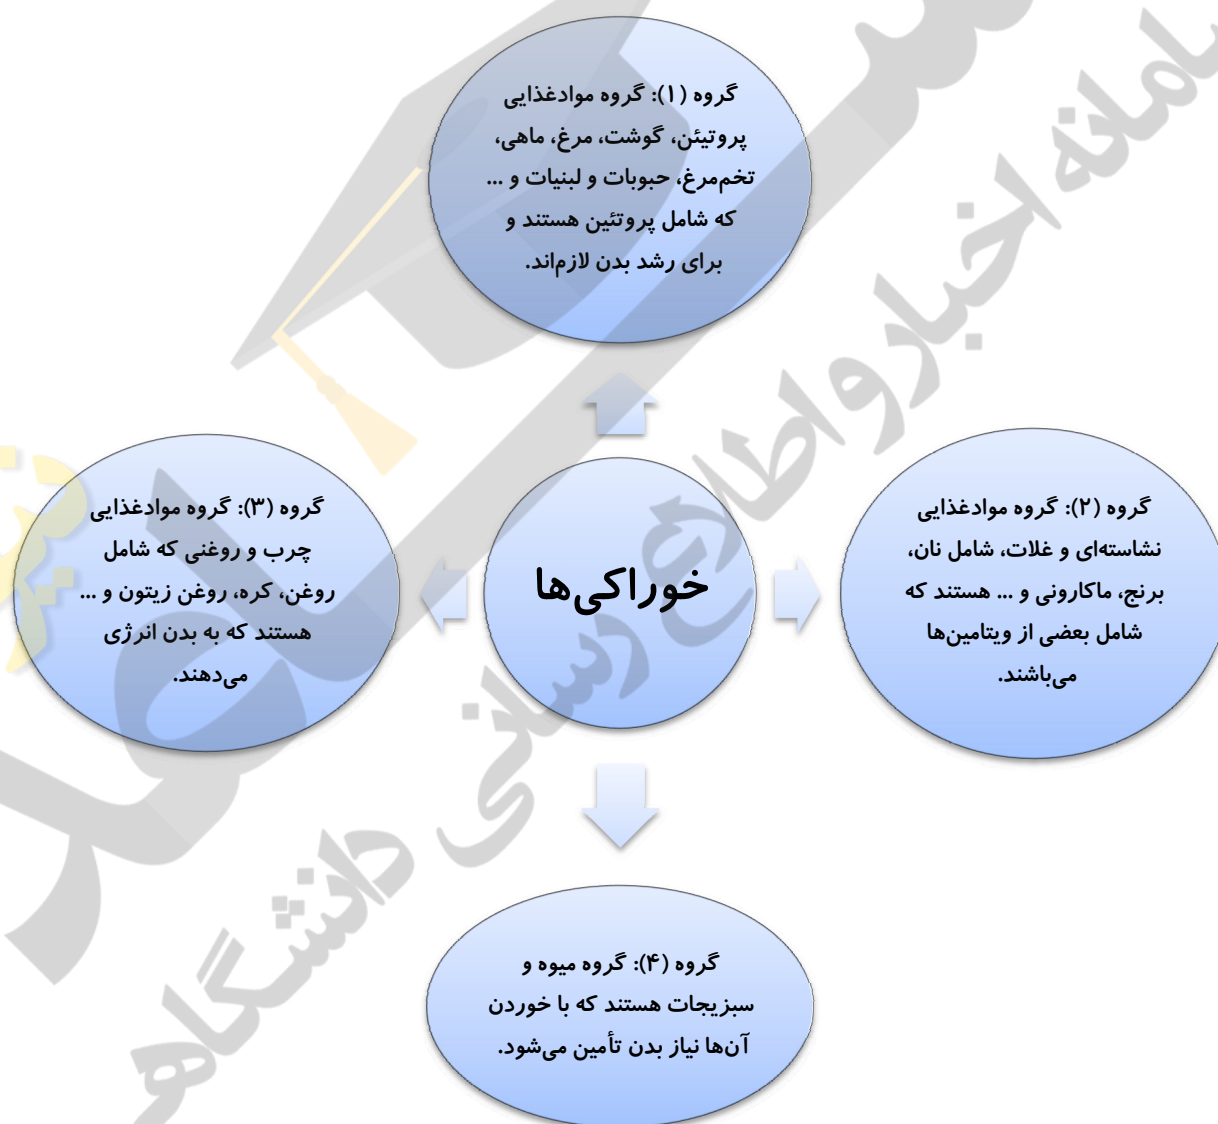 گروه (۱): گروه موادغذایی
پروتیئن، گوشت، مرغ، ماهی،
تخم‌مرغ، حبوبات و لبنیات و ...
که شامل پروتئین هستند و
برای رشد بدن لازم‌اند.
خوراکی‌ها
گروه (۲): گروه موادغذایی
نشاسته‌ای و غلات، شامل نان،
برنج، ماکارونی و ... هستند که
شامل بعضی از ویتامین‌ها
می‌باشند.
گروه (۳): گروه موادغذایی
چرب و روغنی که شامل
روغن، کره، روغن زیتون و ...
هستند که به بدن انرژی
می‌دهند.
گروه (۴): گروه میوه و
سبزیجات هستند که با خوردن
آن‌ها نیاز بدن تأمین می‌شود.
اخبار و اطلاع رسانی